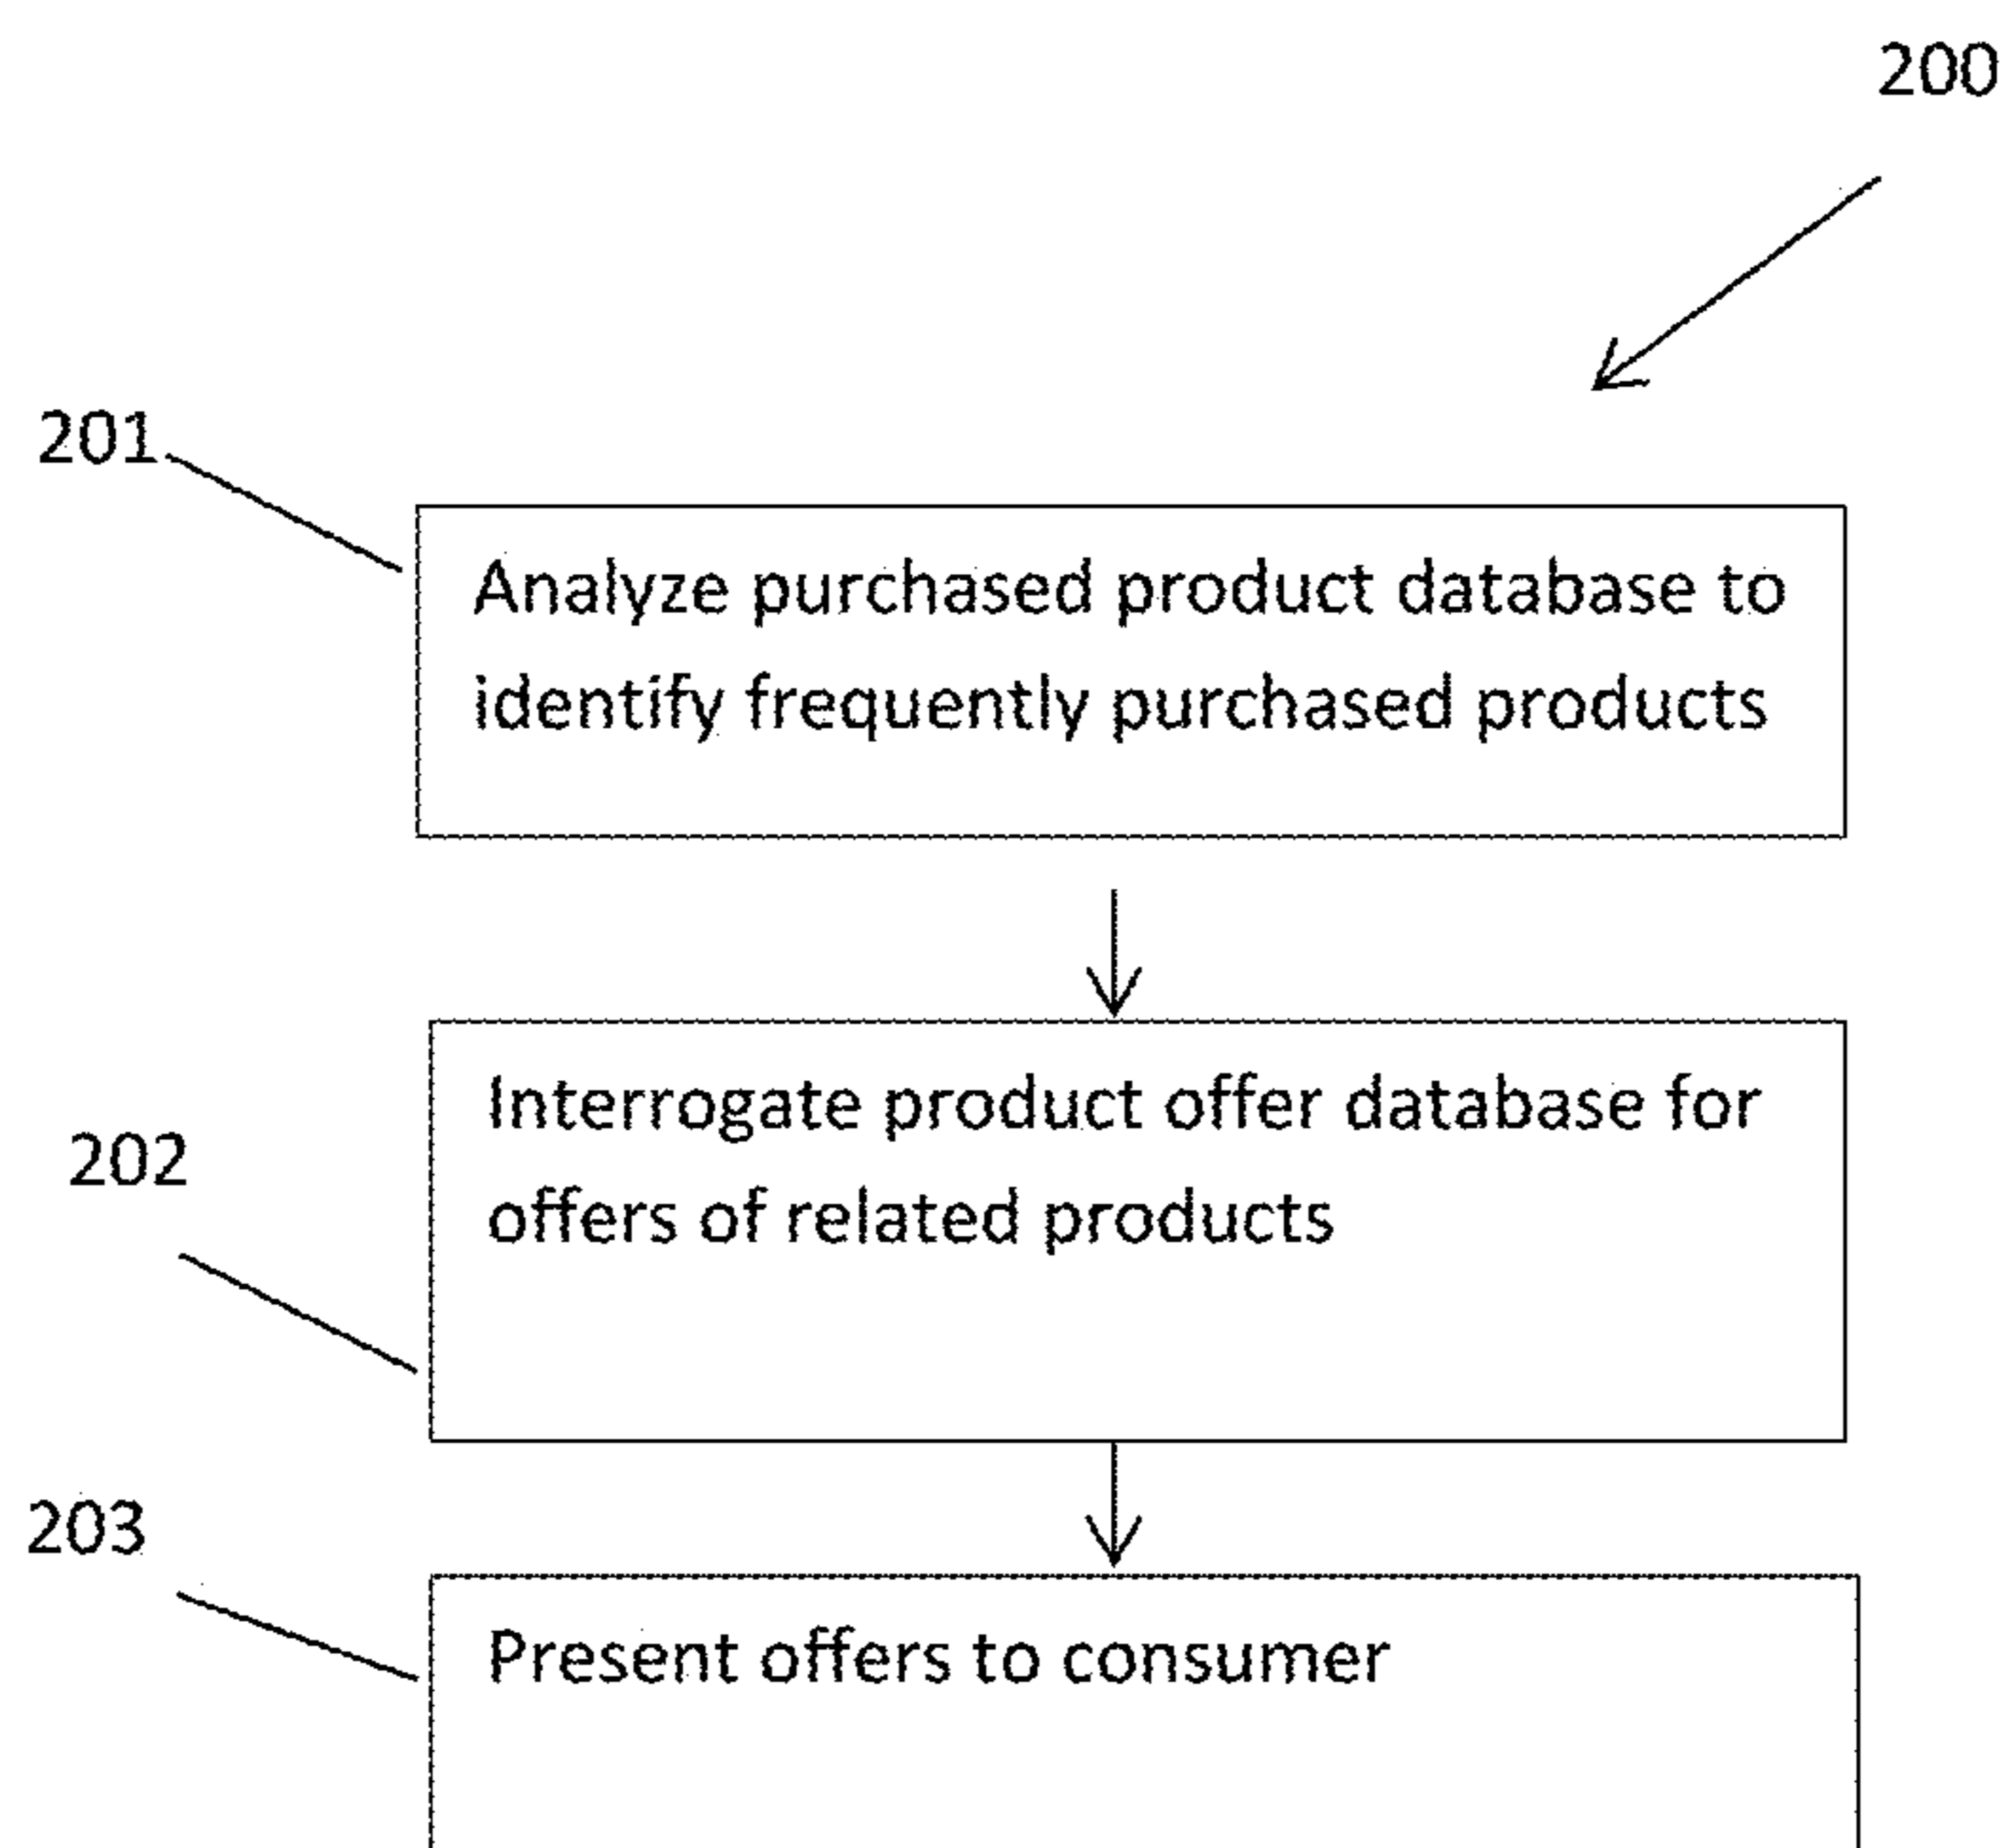 200
201
Analyze purchased product database to
identify frequently purchased products
Interrogate product offer database for
202
offers of related products
203
Present offers to consumer